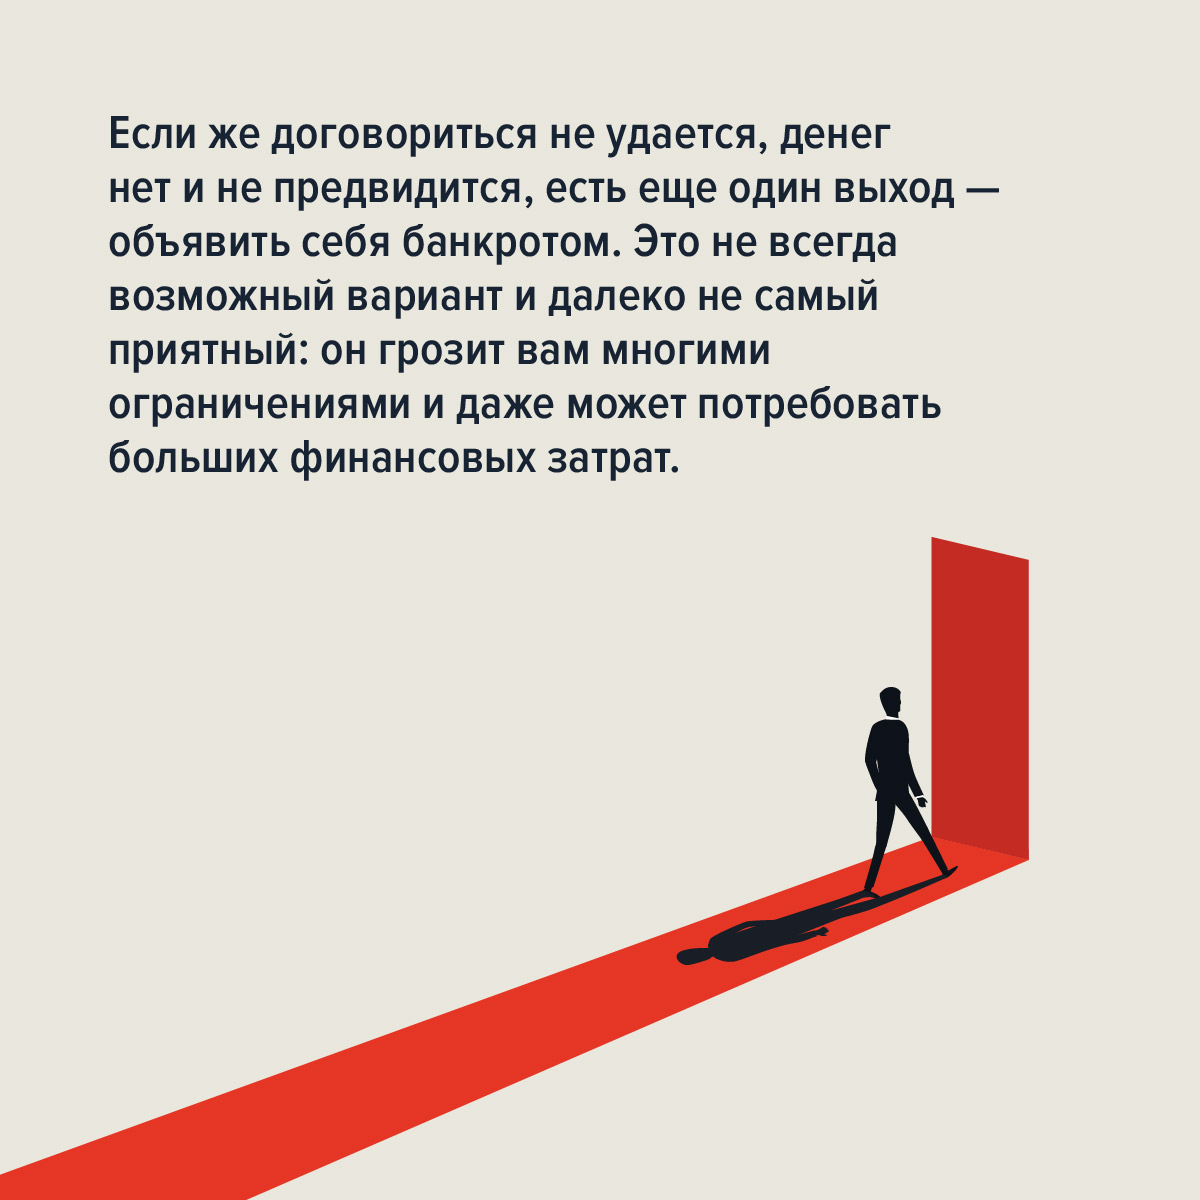 Если же договориться не удается, денег
нет и не предвидится, есть еще один выход —
объявить себя банкротом. Это не всегда
возможный вариант и далеко не самый
приятный: он грозит вам многими
ограничениями и даже может потребовать
больших финансовых затрат.